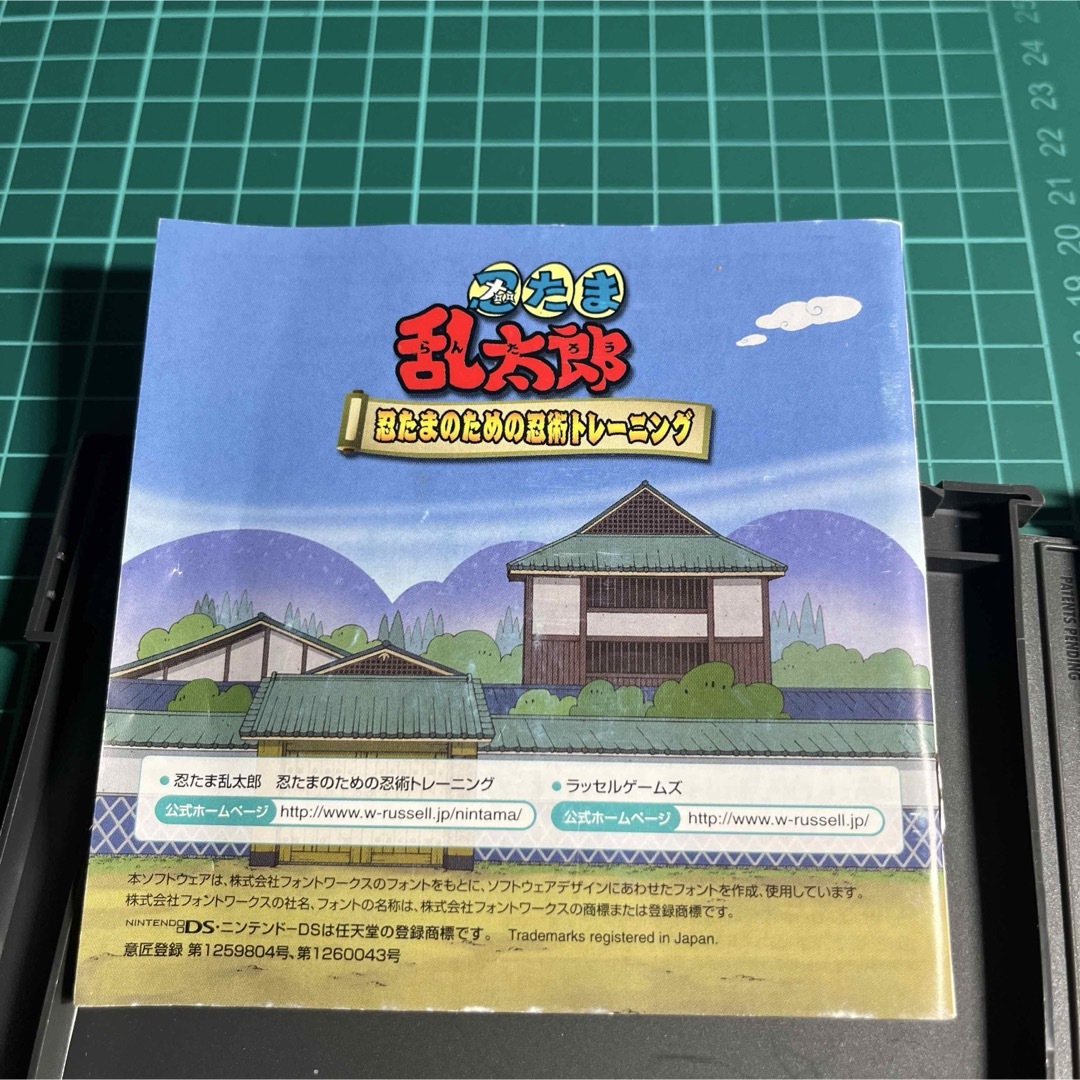 忍たま
乱太郎
らんたろう
忍たまのための忍術トレーニング
●忍たま乱太郎　忍たまのための忍術トレーニング
公式ホームページ http://www.w-russell.jp/nintama/
●ラッセルゲームズ
公式ホームページ http://www.w-russell.jp/
本ソフトウェアは、株式会社フォントワークスのフォントをもとに、ソフトウェアデザインにあわせたフォントを作成、使用しています。
株式会社フォントワークスの社名、フォントの名称は、株式会社フォントワークスの商標または登録商標です。
NINTENDO DS・ニンテンドーDSは任天堂の登録商標です。 Trademarks registered in Japan.
意匠登録 第1259804号、第1260043号
PATENTS PENDING
25
24
23
22
21
20
19